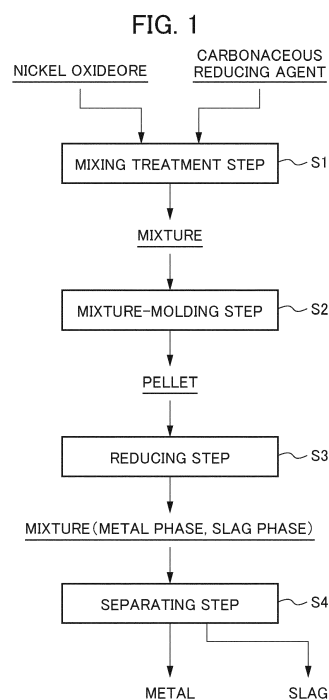 FIG. 1
NICKEL OXIDEORE
CARBONACEOUS
REDUCING AGENT
MIXING TREATMENT STEP
S1
MIXTURE
MIXTURE-MOLDING STEP
S2
PELLET
REDUCING STEP
S3
MIXTURE(METAL PHASE, SLAG PHASE)
SEPARATING STEP
S4
METAL
SLAG